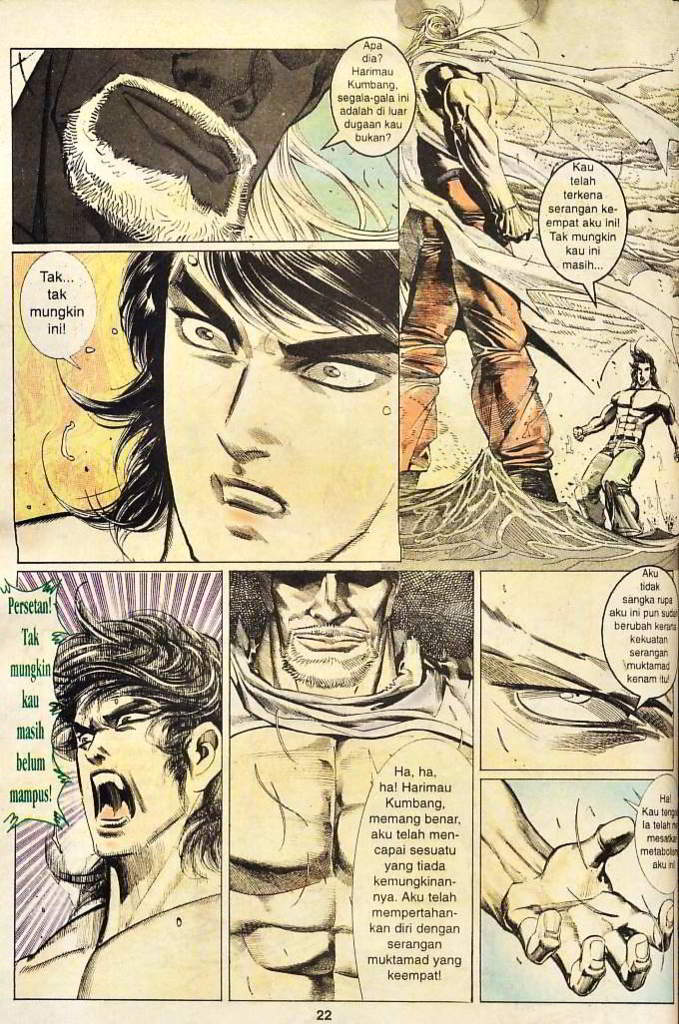 Apa
dia?
Harimau
Kumbang,
segala-gala ini
adalah di luar
dugaan kau
bukan?
Kau
telah
terkena
serangan ke-
empat aku ini!
Tak mungkin
kau ini
masih...
Tak...
tak
mungkin
ini!
Persetan!
Tak
mungkin
kau
masih
belum
mampus!
Ha, ha,
ha! Harimau
Kumbang,
memang benar,
aku telah men-
capai sesuatu
yang tiada
kemungkinan-
nya. Aku telah
mempertahan-
kan diri dengan
serangan
muktamad yang
keempat!
Aku
tidak
sangka rupa
aku ini pun
berubah
kekuatan
serangan
muktamad
kenam itu!
Ha!
Kau
la telah
aku
22